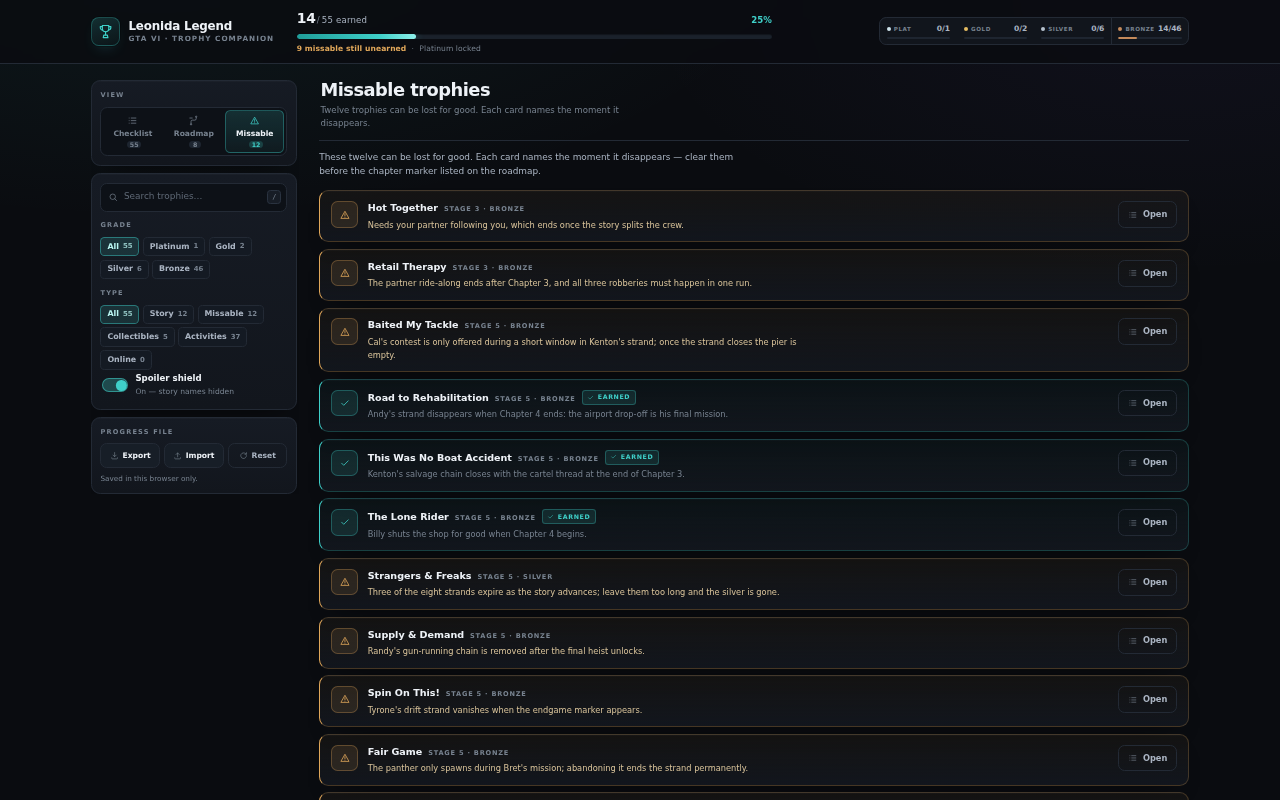 Leonida Legend
GTA VI · TROPHY COMPANION
14 / 55 earned
25%
9 missable still unearned · Platinum locked
PLAT 0/1
GOLD 0/2
SILVER 0/6
BRONZE 14/46
VIEW
Checklist
55
Roadmap
8
Missable
12
Search trophies...
/
GRADE
All 55
Platinum 1
Gold 2
Silver 6
Bronze 46
TYPE
All 55
Story 12
Missable 12
Collectibles 5
Activities 37
Online 0
Spoiler shield
On — story names hidden
PROGRESS FILE
Export
Import
Reset
Saved in this browser only.
Missable trophies
Twelve trophies can be lost for good. Each card names the moment it
disappears.
These twelve can be lost for good. Each card names the moment it disappears — clear them
before the chapter marker listed on the roadmap.
Hot Together STAGE 3 · BRONZE
Needs your partner following you, which ends once the story splits the crew.
Open
Retail Therapy STAGE 3 · BRONZE
The partner ride-along ends after Chapter 3, and all three robberies must happen in one run.
Open
Baited My Tackle STAGE 5 · BRONZE
Cal's contest is only offered during a short window in Kenton's strand; once the strand closes the pier is
empty.
Open
Road to Rehabilitation STAGE 5 · BRONZE EARNED
Andy's strand disappears when Chapter 4 ends: the airport drop-off is his final mission.
Open
This Was No Boat Accident STAGE 5 · BRONZE EARNED
Kenton's salvage chain closes with the cartel thread at the end of Chapter 3.
Open
The Lone Rider STAGE 5 · BRONZE EARNED
Billy shuts the shop for good when Chapter 4 begins.
Open
Strangers & Freaks STAGE 5 · SILVER
Three of the eight strands expire as the story advances; leave them too long and the silver is gone.
Open
Supply & Demand STAGE 5 · BRONZE
Randy's gun-running chain is removed after the final heist unlocks.
Open
Spin On This! STAGE 5 · BRONZE
Tyrone's drift strand vanishes when the endgame marker appears.
Open
Fair Game STAGE 5 · BRONZE
The panther only spawns during Bret's mission; abandoning it ends the strand permanently.
Open